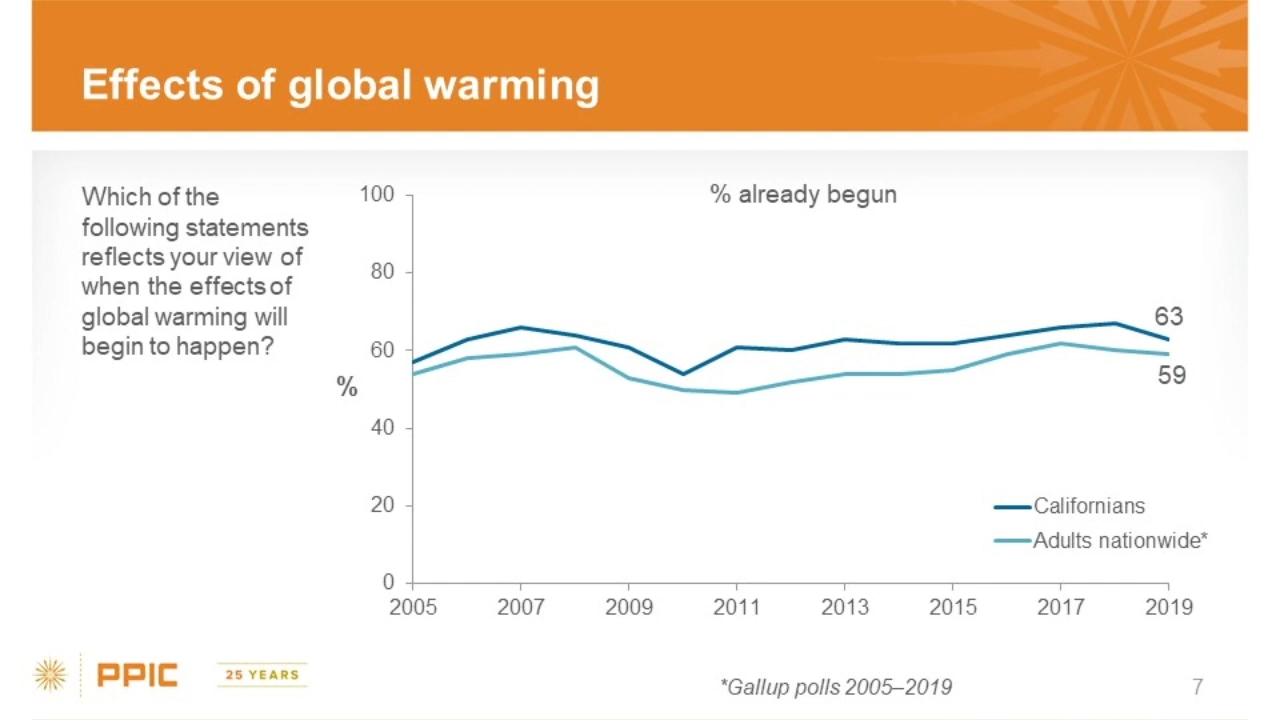 Effects of global warming
Which of the
following statements
reflects your view of
when the effects of
global warming will
begin to happen?
% already begun
%
100
80
60
40
20
0
63
59
Californians
Adults nationwide*
2005 2007 2009 2011 2013 2015 2017 2019
PPIC
25 YEARS
*Gallup polls 2005–2019
7